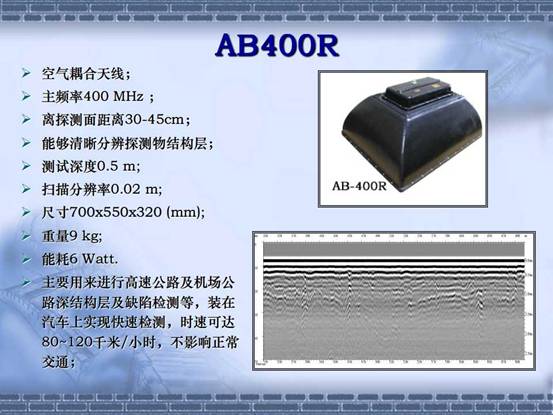 AB400R
空气耦合天线；
主频率400 MHz ；
离探测面距离30-45cm；
能够清晰分辨探测物结构层；
测试深度0.5 m;
扫描分辨率0.02 m;
尺寸700x550x320 (mm);
重量9 kg;
能耗6 Watt.
主要用来进行高速公路及机场公
路深结构层及缺陷检测等，装在
汽车上实现快速检测，时速可达
80~120千米/小时，不影响正常
交通；
AB-400R